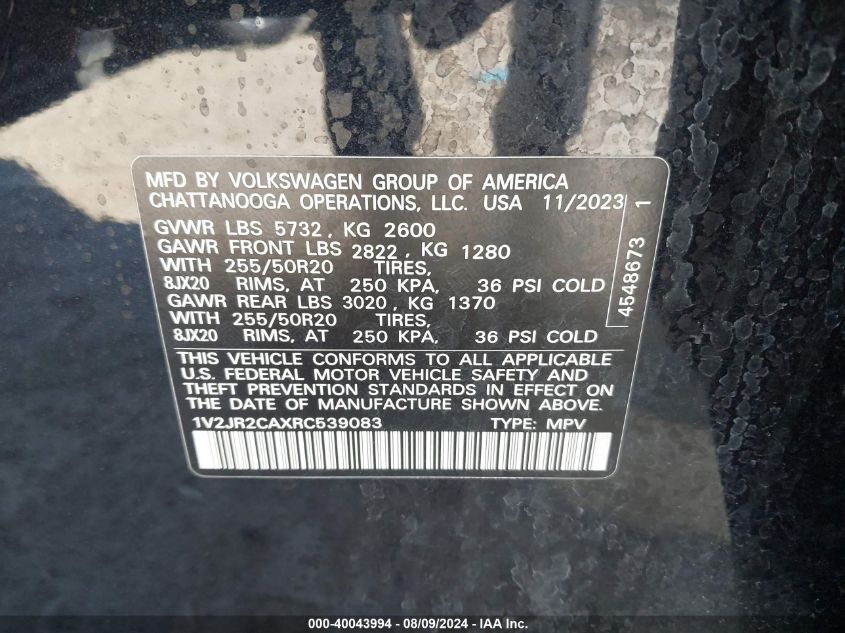 MFD BY VOLKSWAGEN GROUP OF AMERICA
CHATTANOOGA OPERATIONS, LLC. USA 11/2023
GVWR LBS 5732, KG 2600
GAWR FRONT LBS 2822, KG 1280
WITH 255/50R20 TIRES,
8JX20 RIMS, AT 250 KPA, 36 PSI COLD
GAWR REAR LBS 3020, KG 1370
WITH 255/50R20 TIRES,
8JX20 RIMS, AT 250 KPA, 36 PSI COLD
4548673 1
THIS VEHICLE CONFORMS TO ALL APPLICABLE
U.S. FEDERAL MOTOR VEHICLE SAFETY AND
THEFT PREVENTION STANDARDS IN EFFECT ON
THE DATE OF MANUFACTURE SHOWN ABOVE.
1V2JR2CAXRC539083 TYPE: MPV
000-40043994 - 08/09/2024 - IAA Inc.